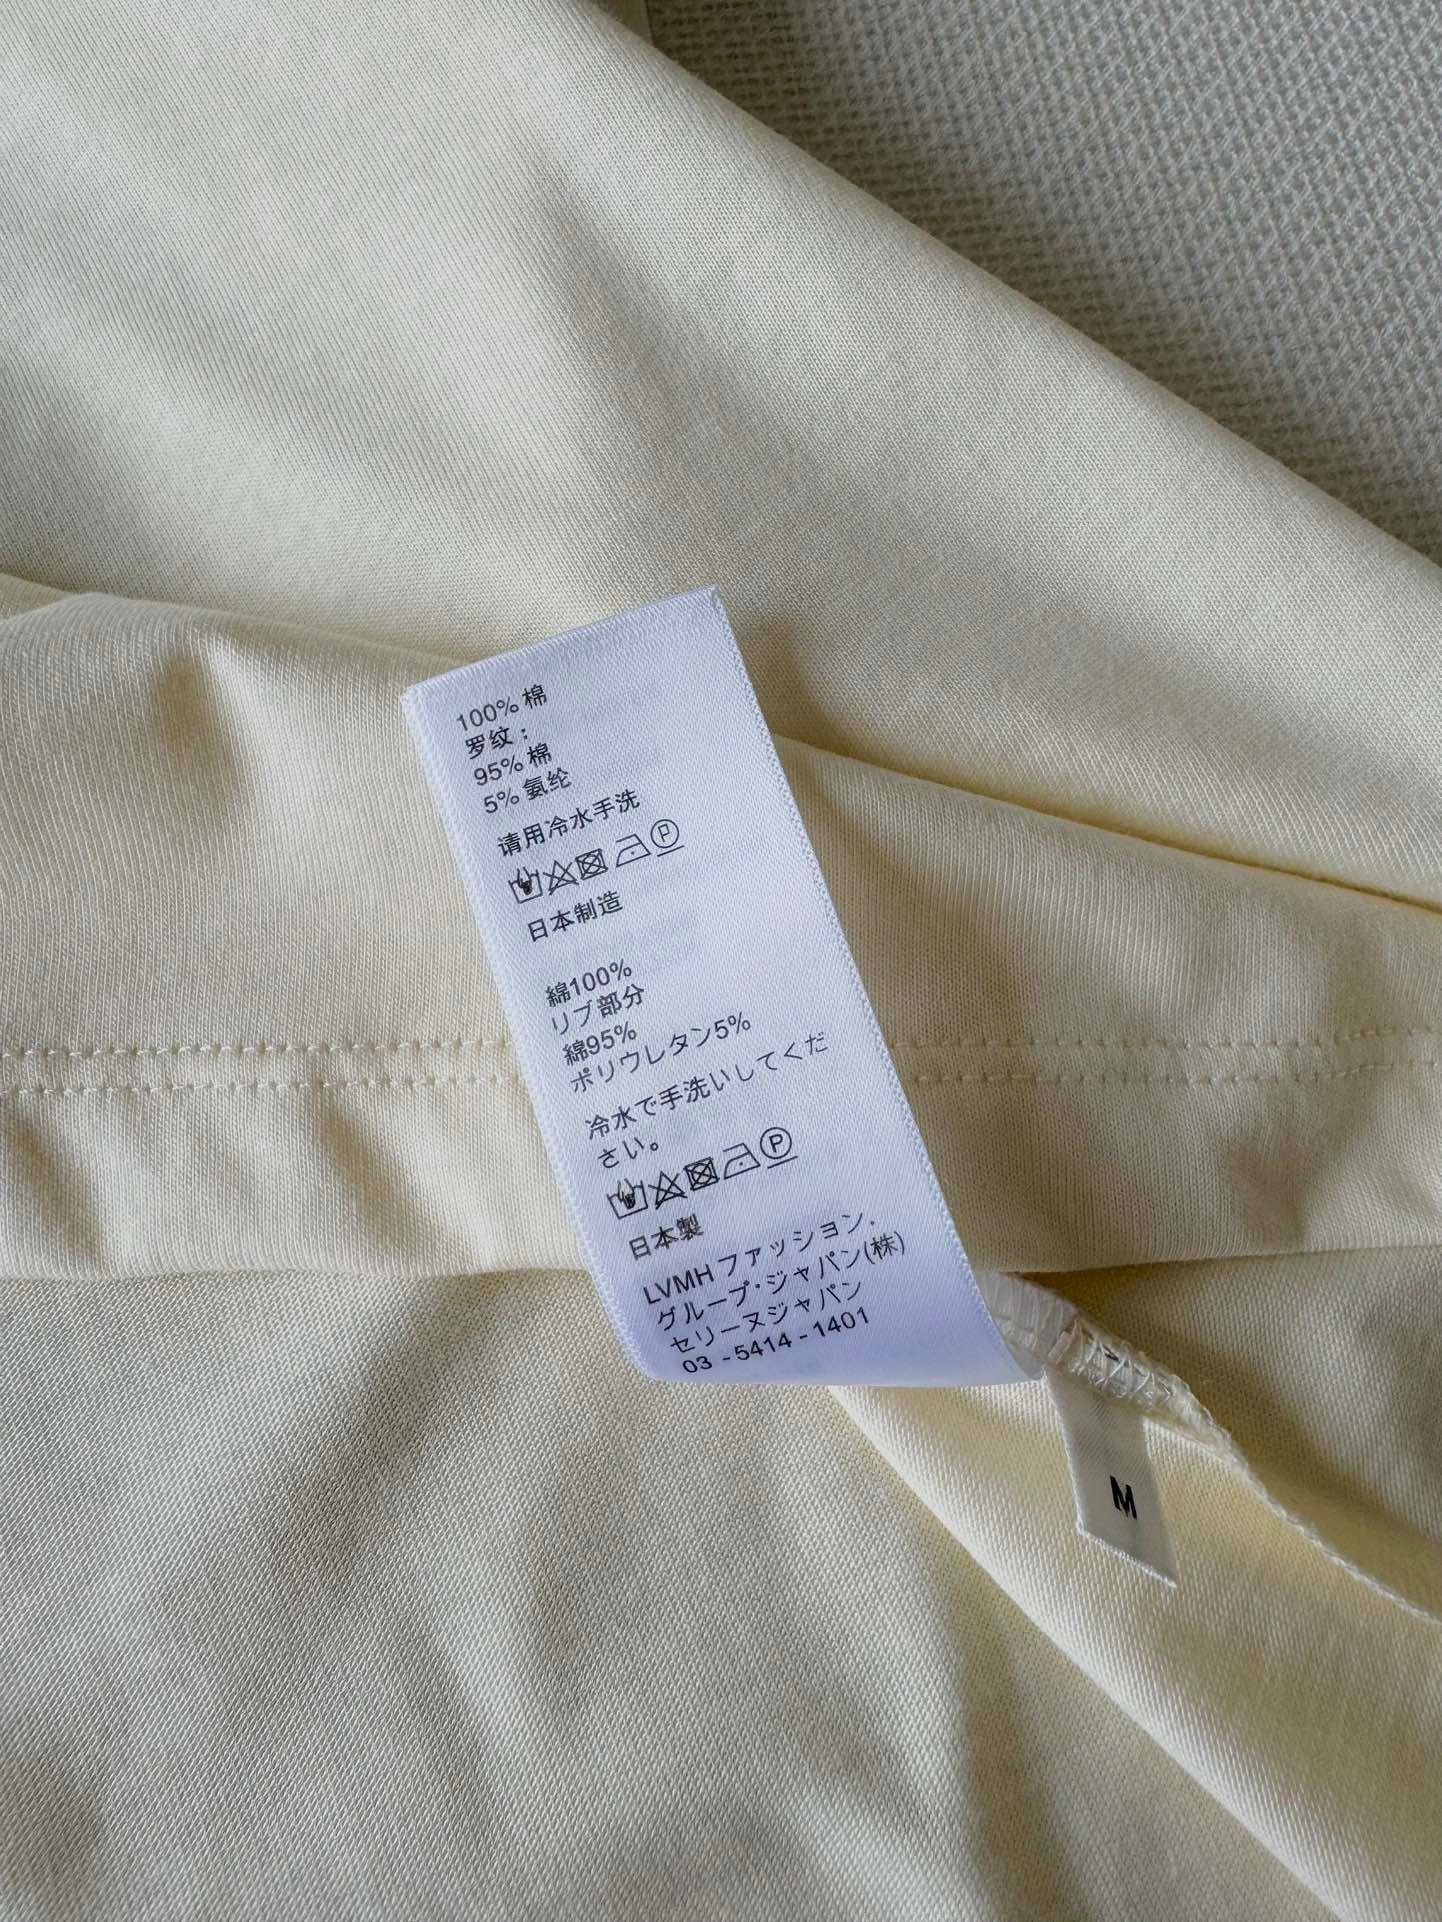 100% 棉
罗纹：
95% 棉
5% 氨纶
请用冷水手洗
P
日本制造
綿100%
リブ部分
綿95%
ポリウレタン5%
冷水で手洗いしてくだ
さい。
P
日本製
LVMH ファッション.
グループ･ジャパン(株)
セリーヌジャパン
03 - 5414 - 1401
M